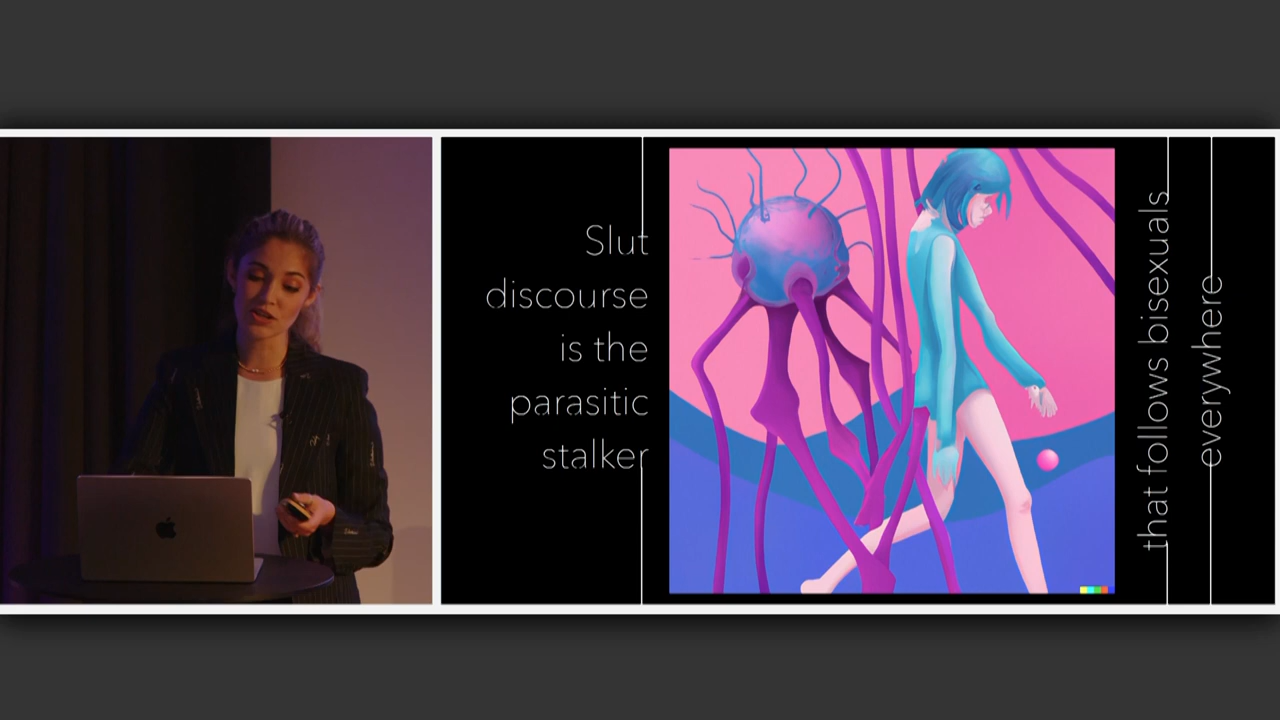 Slut
discourse
is the
parasitic
stalker
that follows bisexuals
everywhere